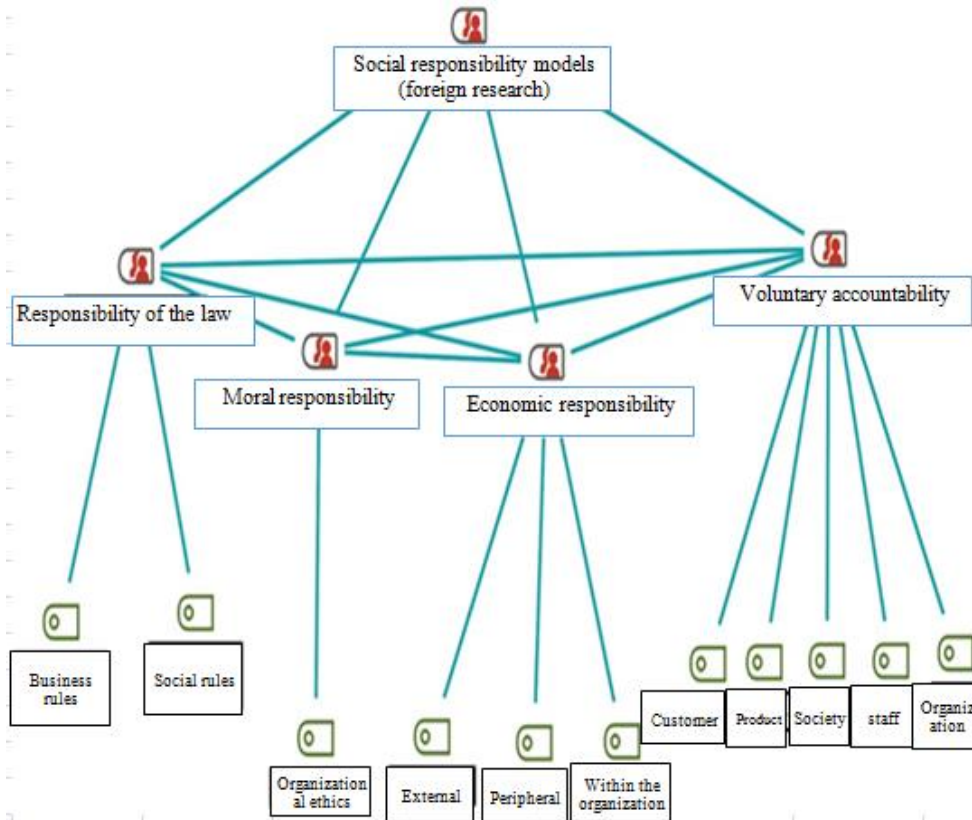 Social responsibility models
(foreign research)
Responsibility of the law
Voluntary accountability
Moral responsibility
Economic responsibility
Business
rules
Social rules
Organization
al ethics
External
Peripheral
Within the
organization
Customer
Product
Society
staff
Organiz
ation